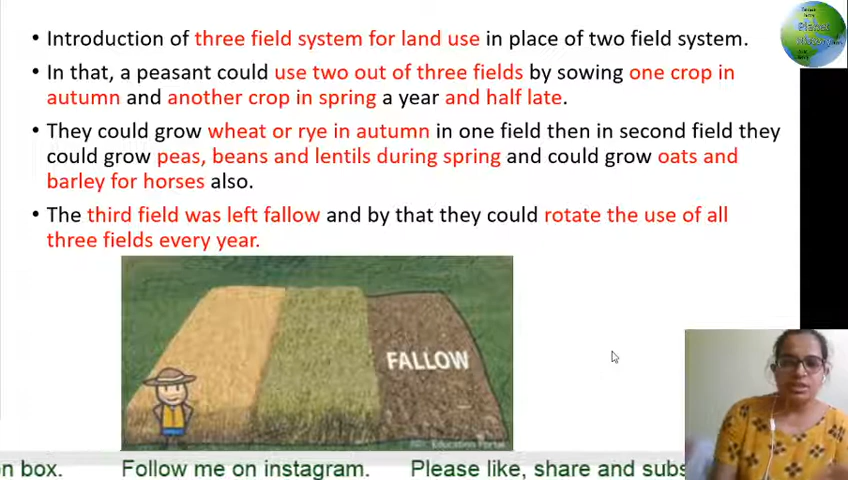 • Introduction of three field system for land use in place of two field system.
• In that, a peasant could use two out of three fields by sowing one crop in
autumn and another crop in spring a year and half late.
• They could grow wheat or rye in autumn in one field then in second field they
could grow peas, beans and lentils during spring and could grow oats and
barley for horses also.
• The third field was left fallow and by that they could rotate the use of all
three fields every year.
FALLOW
Education Portal
n box. Follow me on instagram. Please like, share and subs